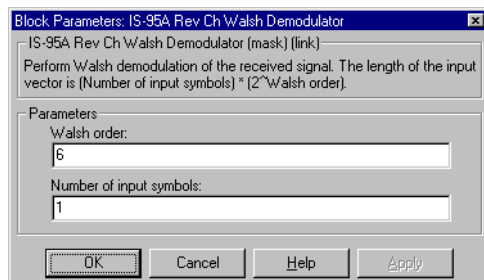 Block Parameters: IS-95A Rev Ch Walsh Demodulator
IS-95A Rev Ch Walsh Demodulator (mask) (link)
Perform Walsh demodulation of the received signal. The length of the input
vector is (Number of input symbols) * (2^Walsh order).
Parameters
Walsh order:
6
Number of input symbols:
1
OK Cancel Help Apply